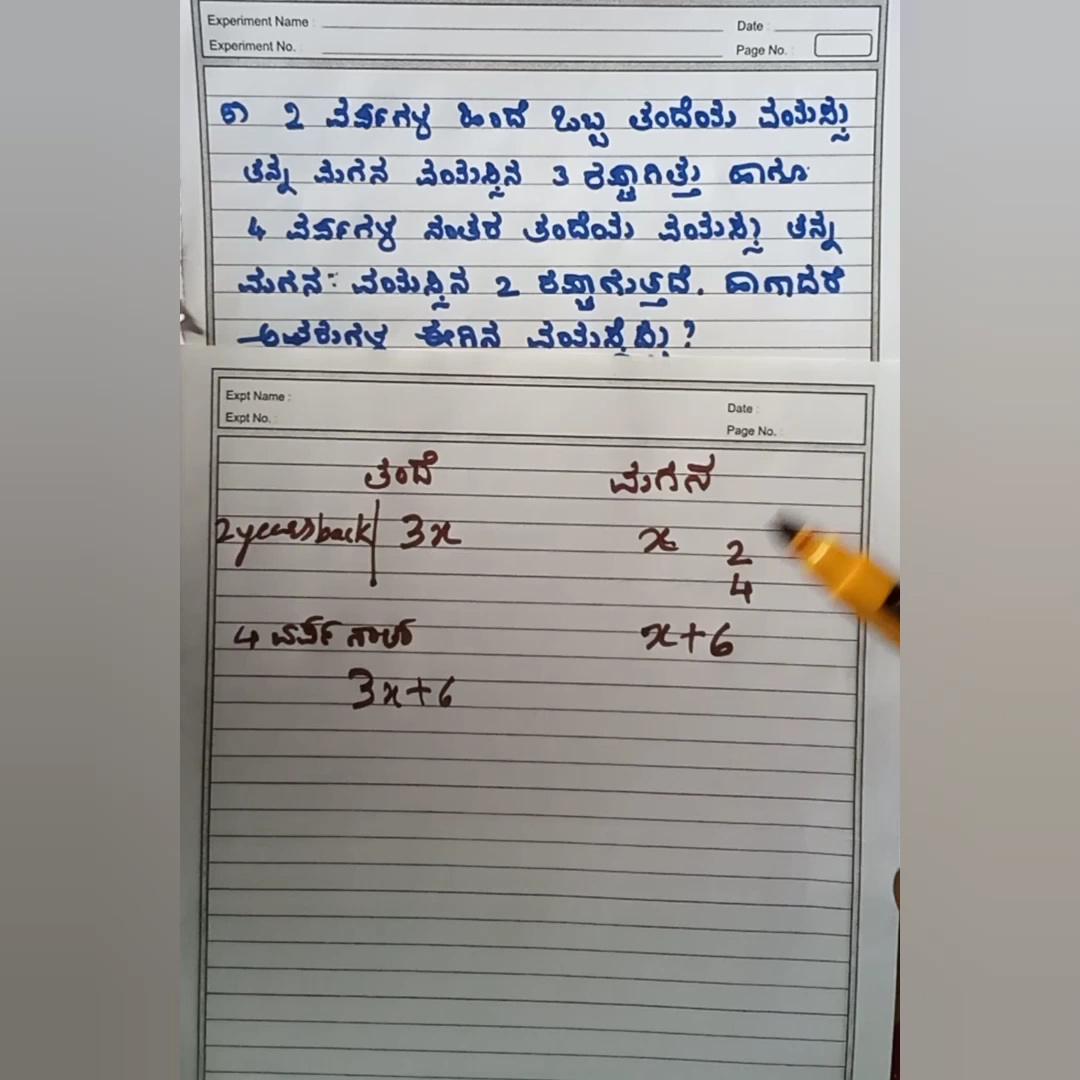 Experiment Name :
Date :
Experiment No. :
Page No. :
೧) 2 ವರ್ಷಗಳ ಹಿಂದೆ ಒಬ್ಬ ತಂದೆಯ ವಯಸ್ಸು
ತನ್ನ ಮಗನ ವಯಸ್ಸಿನ 3 ರಷ್ಟಾಗಿತ್ತು ಹಾಗೂ
4 ವರ್ಷಗಳ ನಂತರ ತಂದೆಯ ವಯಸ್ಸು ತನ್ನ
ಮಗನ ವಯಸ್ಸಿನ 2 ರಷ್ಟಾಗುತ್ತದೆ. ಹಾಗಾದರೆ
ಅವರುಗಳ ಈಗಿನ ವಯಸ್ಸೆಷ್ಟು?
Expt Name :
Date :
Expt No. :
Page No. :
ತಂದೆ ಮಗನ
2 years back 3x x 2
4
4 ವರ್ಷ x+6
3x+6